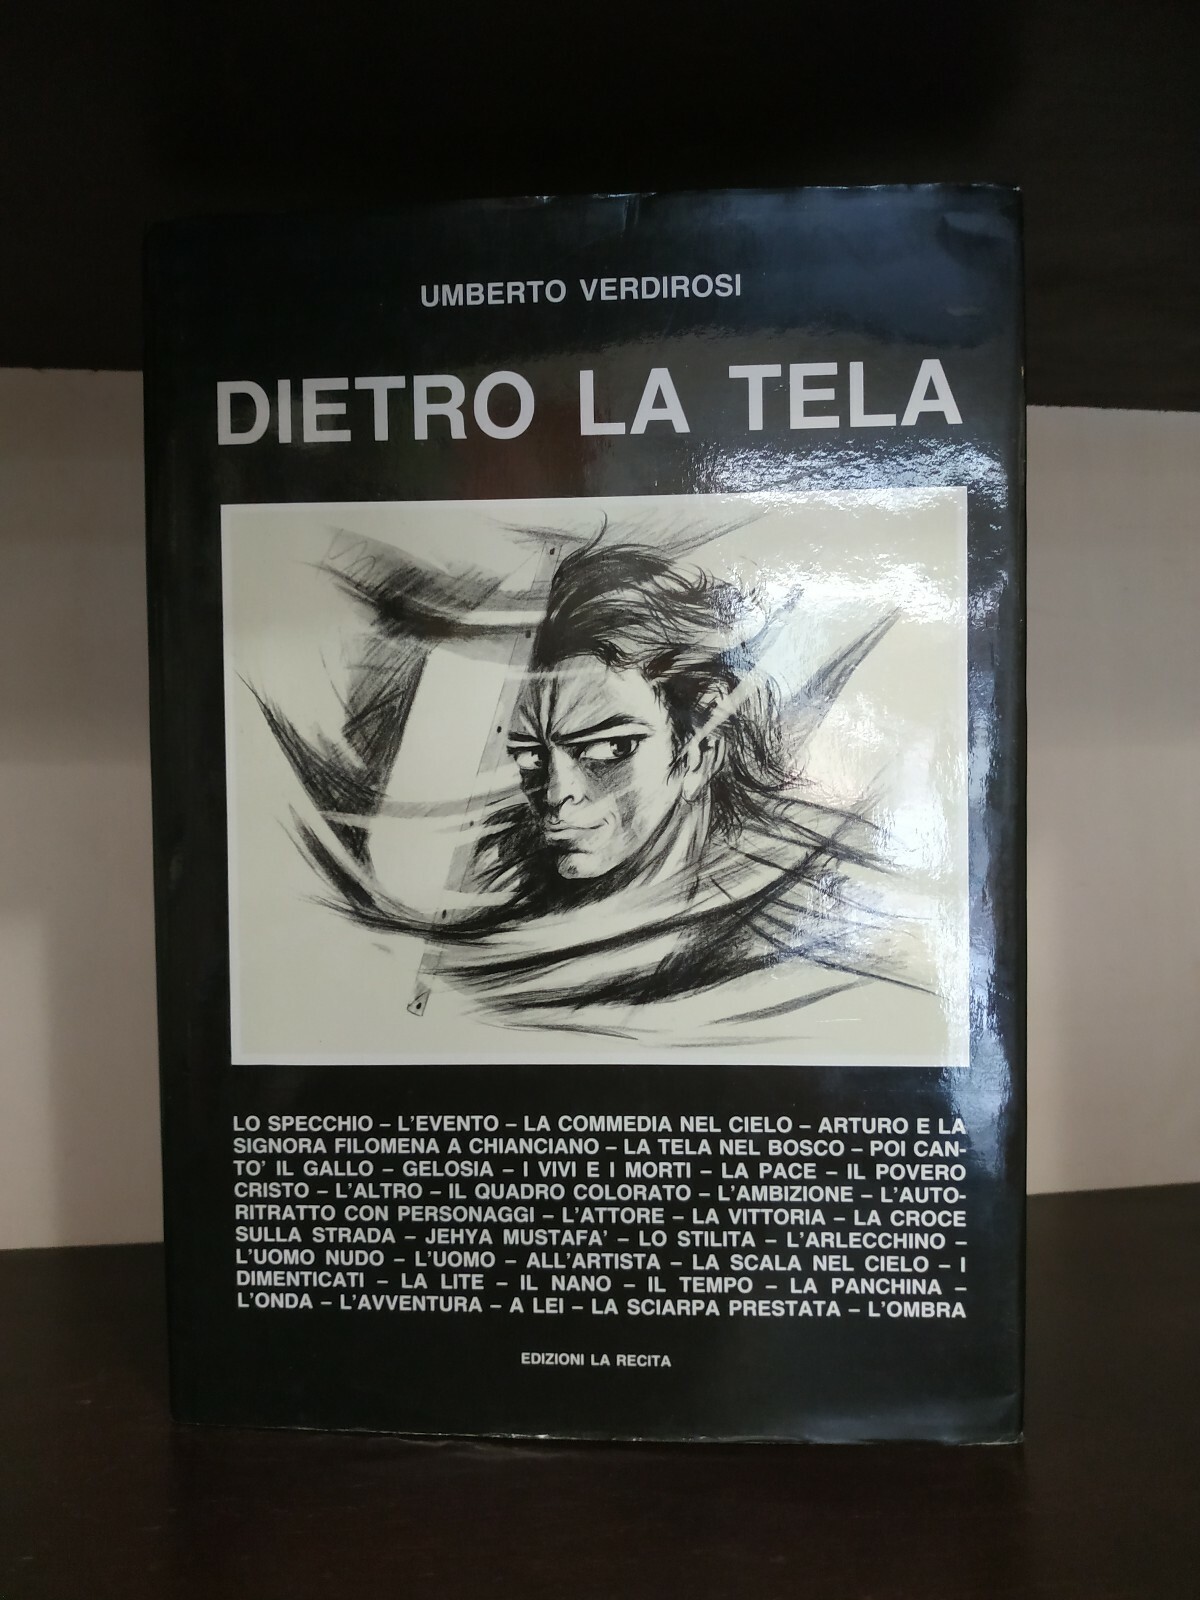 UMBERTO VERDIROSI
DIETRO LA TELA
LO SPECCHIO – L'EVENTO – LA COMMEDIA NEL CIELO – ARTURO E LA
SIGNORA FILOMENA A CHIANCIANO – LA TELA NEL BOSCO – POI CAN-
TO' IL GALLO – GELOSIA – I VIVI E I MORTI – LA PACE – IL POVERO
CRISTO – L'ALTRO – IL QUADRO COLORATO – L'AMBIZIONE – L'AUTO-
RITRATTO CON PERSONAGGI – L'ATTORE – LA VITTORIA – LA CROCE
SULLA STRADA – JEHYA MUSTAFA' – LO STILITA – L'ARLECCHINO –
L'UOMO NUDO – L'UOMO – ALL'ARTISTA – LA SCALA NEL CIELO – I
DIMENTICATI – LA LITE – IL NANO – IL TEMPO – LA PANCHINA –
L'ONDA – L'AVVENTURA – A LEI – LA SCIARPA PRESTATA – L'OMBRA
EDIZIONI LA RECITA